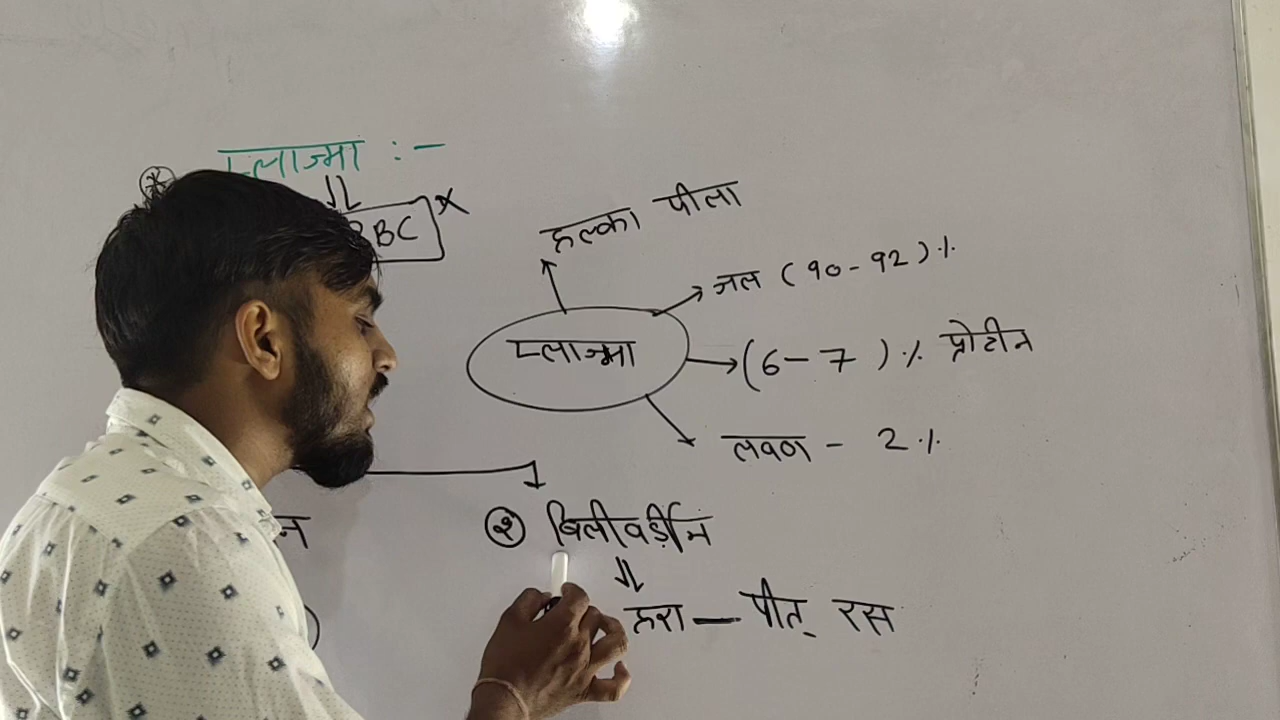 प्लाज्मा :-
RBC
हल्का पीला
जल (90-92) %
प्लाज्मा
(6-7) % प्रोटीन
लवण - 2 %
न
② बिलीवर्डीन
हरा - पीत् रस